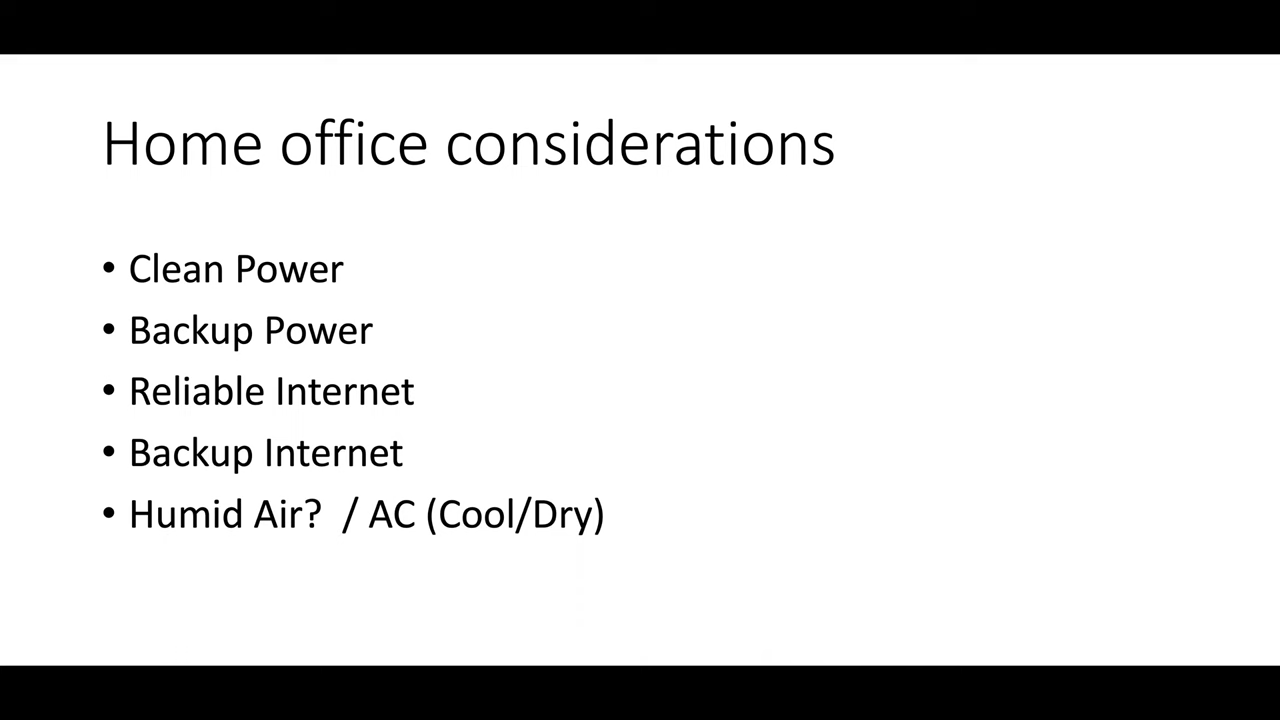 Home office considerations
• Clean Power
• Backup Power
• Reliable Internet
• Backup Internet
• Humid Air?  / AC (Cool/Dry)